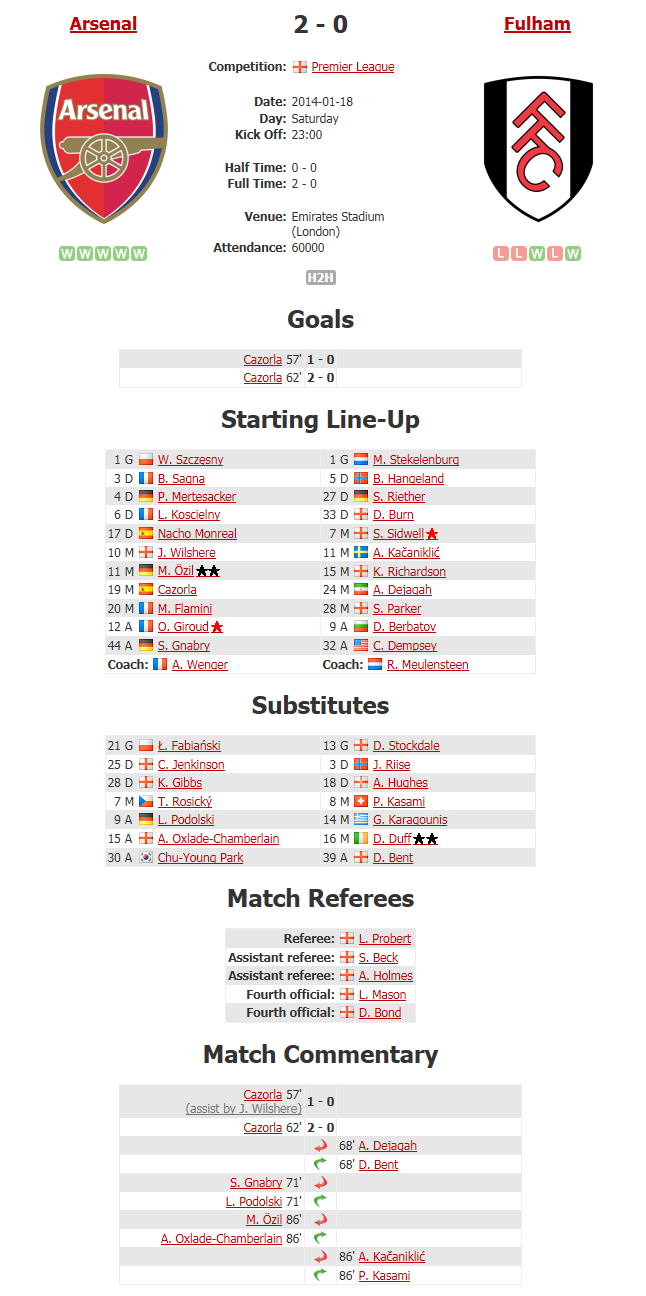 Arsenal 2 - 0 Fulham
Competition: Premier League
Arsenal
Date: 2014-01-18
Day: Saturday
Kick Off: 23:00
FFC
Half Time: 0 - 0
Full Time: 2 - 0
Venue: Emirates Stadium
(London)
Attendance: 60000
W W W W W
L L W L W
H2H
Goals
Cazorla 57' 1 - 0
Cazorla 62' 2 - 0
Starting Line-Up
1 G W. Szczęsny 1 G M. Stekelenburg
3 D B. Sagna 5 D B. Hangeland
4 D P. Mertesacker 27 D S. Riether
6 D L. Koscielny 33 D D. Burn
17 D Nacho Monreal 7 M S. Sidwell
10 M J. Wilshere 11 M A. Kačaniklić
11 M M. Özil 15 M K. Richardson
19 M Cazorla 24 M A. Dejagah
20 M M. Flamini 28 M S. Parker
12 A O. Giroud 9 A D. Berbatov
44 A S. Gnabry 32 A C. Dempsey
Coach: A. Wenger Coach: R. Meulensteen
Substitutes
21 G Ł. Fabiański 13 G D. Stockdale
25 D C. Jenkinson 3 D J. Riise
28 D K. Gibbs 18 D A. Hughes
7 M T. Rosický 8 M P. Kasami
9 A L. Podolski 14 M G. Karagounis
15 A A. Oxlade-Chamberlain 16 M D. Duff
30 A Chu-Young Park 39 A D. Bent
Match Referees
Referee: L. Probert
Assistant referee: S. Beck
Assistant referee: A. Holmes
Fourth official: L. Mason
Fourth official: D. Bond
Match Commentary
Cazorla 57' 1 - 0
(assist by J. Wilshere)
Cazorla 62' 2 - 0
68' A. Dejagah
68' D. Bent
S. Gnabry 71'
L. Podolski 71'
M. Özil 86'
A. Oxlade-Chamberlain 86'
86' A. Kačaniklić
86' P. Kasami